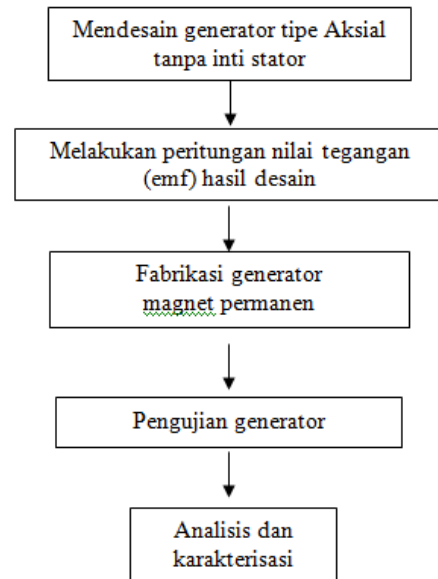 Mendesain generator tipe Aksial
tanpa inti stator
Melakukan peritungan nilai tegangan
(emf) hasil desain
Fabrikasi generator
magnet permanen
Pengujian generator
Analisis dan
karakterisasi